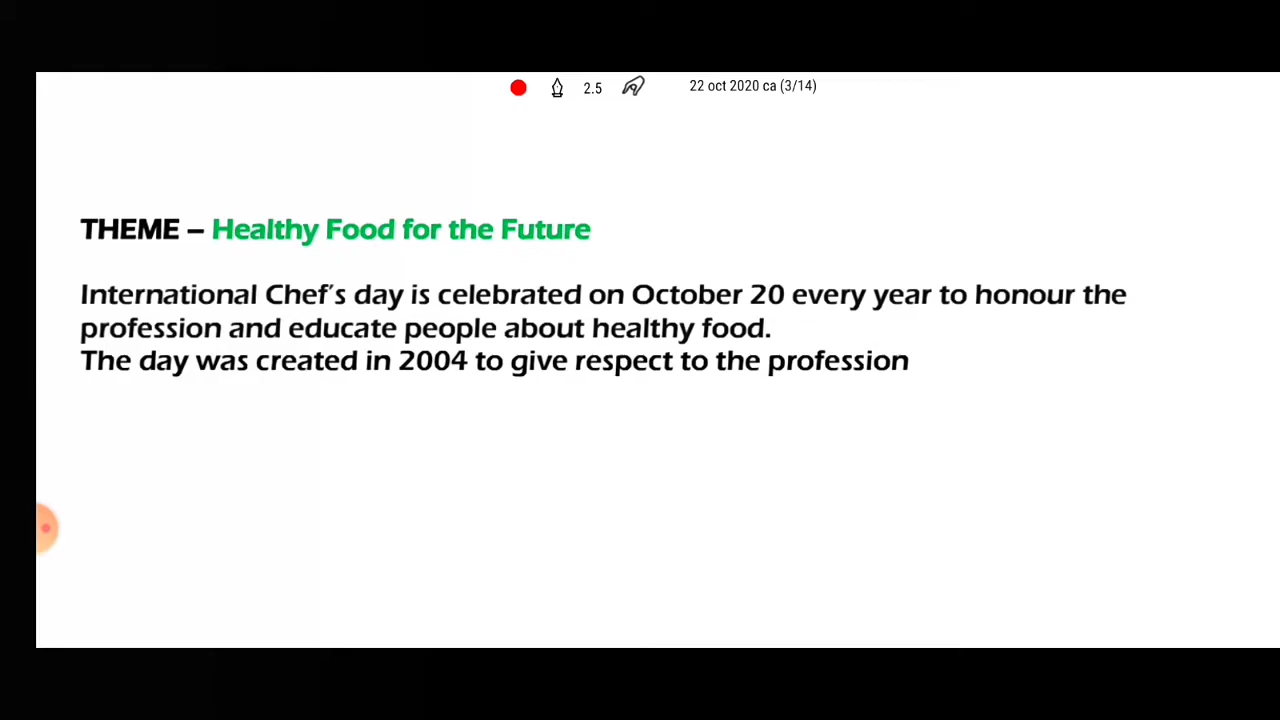 2.5 22 oct 2020 ca (3/14)
THEME – Healthy Food for the Future
International Chef's day is celebrated on October 20 every year to honour the
profession and educate people about healthy food.
The day was created in 2004 to give respect to the profession